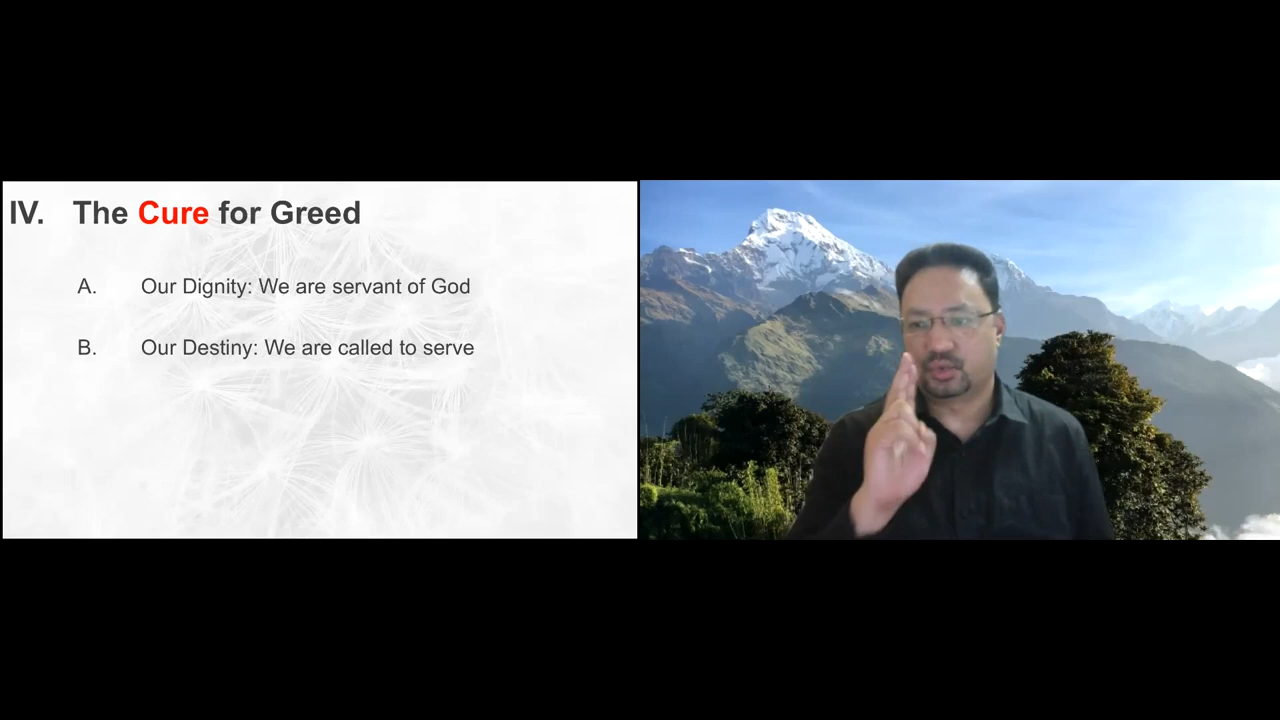 IV. The Cure for Greed
A. Our Dignity: We are servant of God
B. Our Destiny: We are called to serve